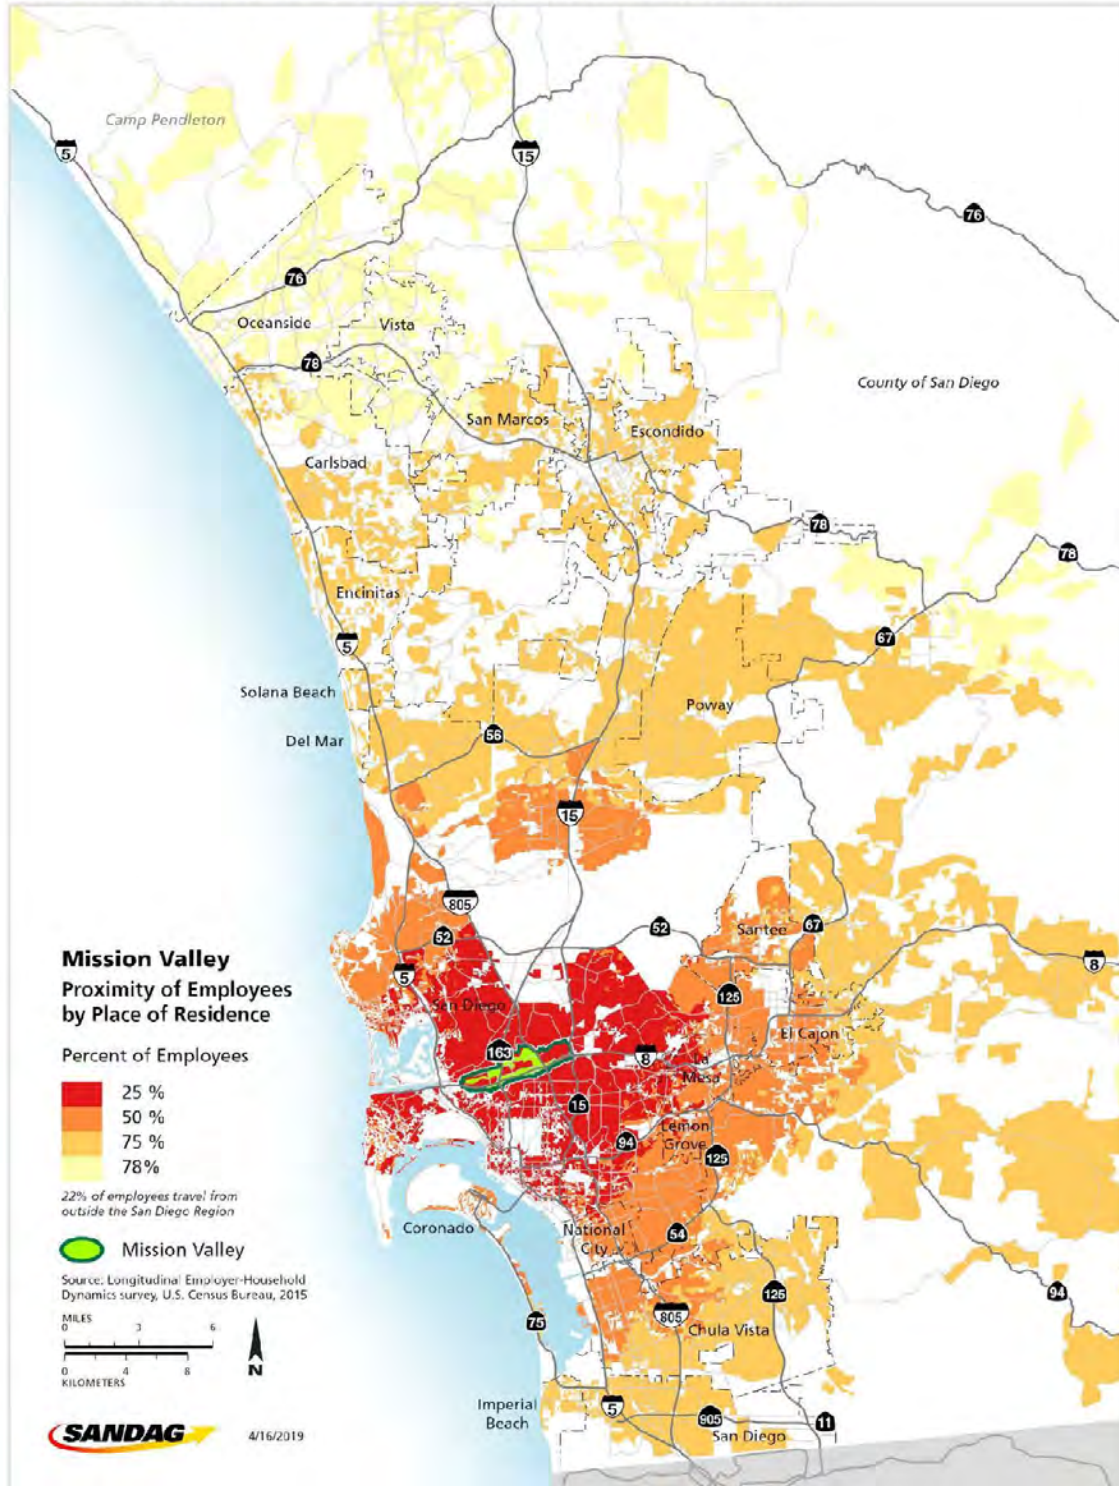 Camp Pendleton
5
15
76
76
Oceanside
Vista
78
County of San Diego
San Marcos
Escondido
Carlsbad
78
78
Encinitas
67
5
Solana Beach
Poway
Del Mar
56
15
805
52
52
Santee
67
8
5
125
San Diego
El Cajon
163
8
La
Mesa
15
94
Lemon
Grove
125
Coronado
National
City
54
125
94
75
805
Chula Vista
Imperial
Beach
5
905
11
San Diego
Mission Valley
Proximity of Employees
by Place of Residence
Percent of Employees
25 %
50 %
75 %
78%
22% of employees travel from
outside the San Diego Region
Mission Valley
Source: Longitudinal Employer-Household
Dynamics survey, U.S. Census Bureau, 2015
MILES
0 3 6
0 4 8
KILOMETERS
N
SANDAG
4/16/2019